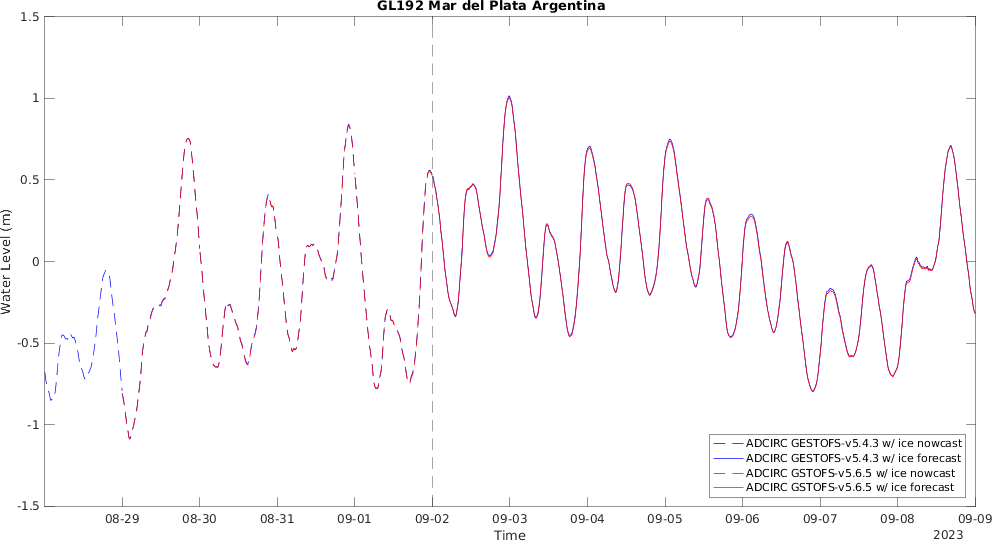 GL192 Mar del Plata Argentina
1.5
1
0.5
0
-0.5
-1
-1.5
Water Level (m)
08-29 08-30 08-31 09-01 09-02 09-03 09-04 09-05 09-06 09-07 09-08 09-09
Time
2023
ADCIRC GESTOFS-v5.4.3 w/ ice nowcast
ADCIRC GESTOFS-v5.4.3 w/ ice forecast
ADCIRC GSTOFS-v5.6.5 w/ ice nowcast
ADCIRC GSTOFS-v5.6.5 w/ ice forecast